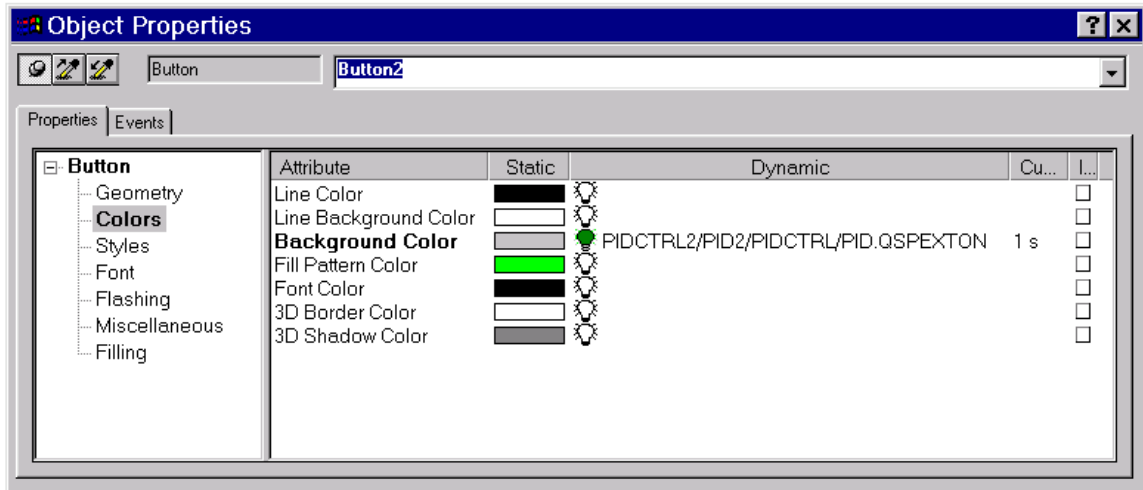 Object Properties
Button Button2
Properties Events
Button
Geometry
Colors
Styles
Font
Flashing
Miscellaneous
Filling
Attribute Static Dynamic Cu... I...
Line Color
Line Background Color
Background Color PIDCTRL2/PID2/PIDCTRL/PID.QSPEXTON 1 s
Fill Pattern Color
Font Color
3D Border Color
3D Shadow Color